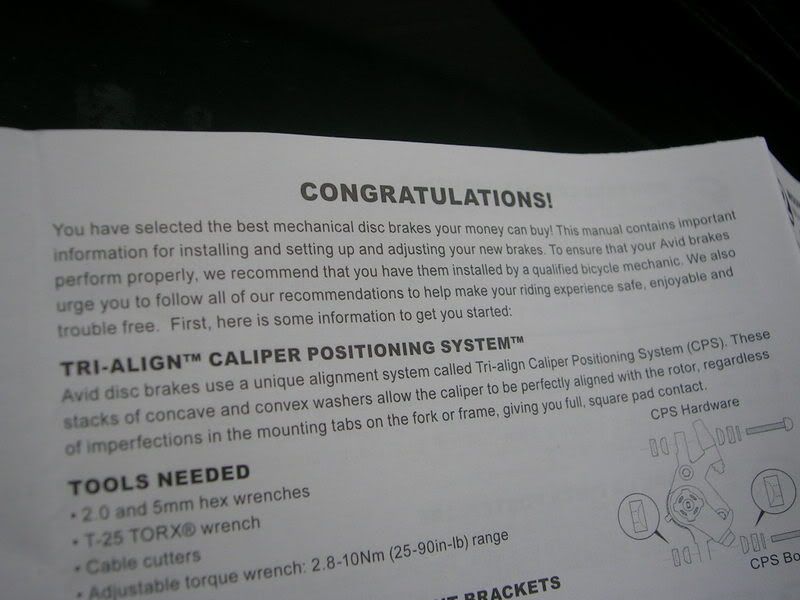 CONGRATULATIONS!
You have selected the best mechanical disc brakes your money can buy! This manual contains important
information for installing and setting up and adjusting your new brakes. To ensure that your Avid brakes
perform properly, we recommend that you have them installed by a qualified bicycle mechanic. We also
urge you to follow all of our recommendations to help make your riding experience safe, enjoyable and
trouble free. First, here is some information to get you started:
TRI-ALIGN™ CALIPER POSITIONING SYSTEM™
Avid disc brakes use a unique alignment system called Tri-align Caliper Positioning System (CPS). These
stacks of concave and convex washers allow the caliper to be perfectly aligned with the rotor, regardless
of imperfections in the mounting tabs on the fork or frame, giving you full, square pad contact.
CPS Hardware
TOOLS NEEDED
• 2.0 and 5mm hex wrenches
• T-25 TORX® wrench
• Cable cutters
• Adjustable torque wrench: 2.8-10Nm (25-90in-lb) range
CPS Bo
BRACKETS